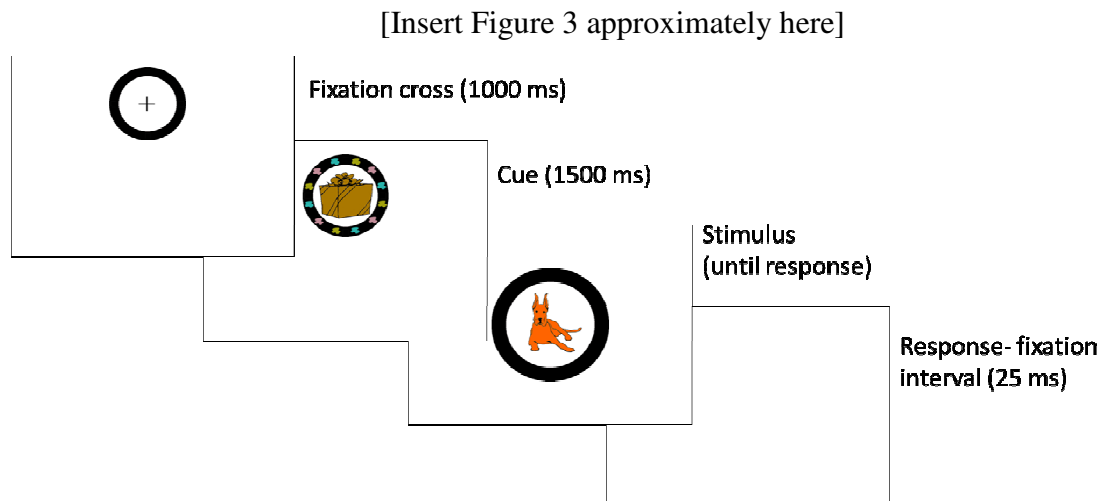 [Insert Figure 3 approximately here]
Fixation cross (1000 ms)
Cue (1500 ms)
Stimulus
(until response)
Response- fixation
interval (25 ms)